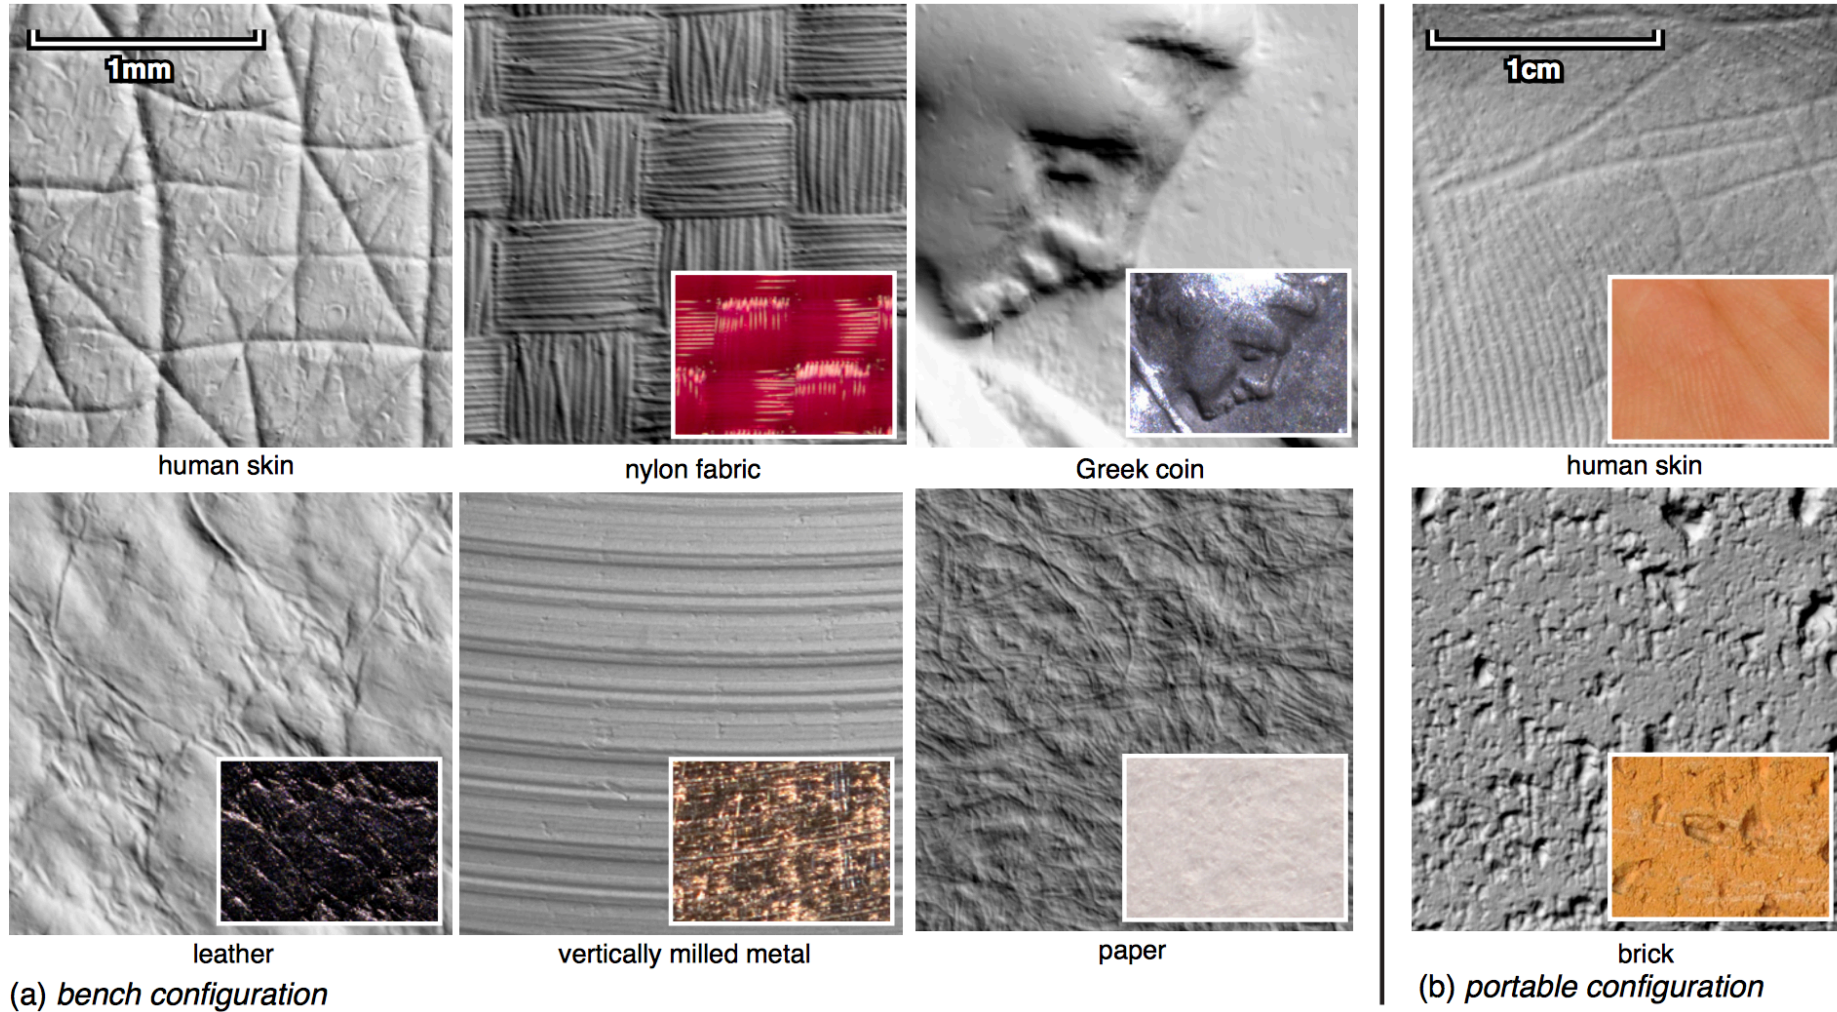 1mm
1cm
human skin
nylon fabric
Greek coin
human skin
leather
vertically milled metal
paper
brick
(a) bench configuration
(b) portable configuration